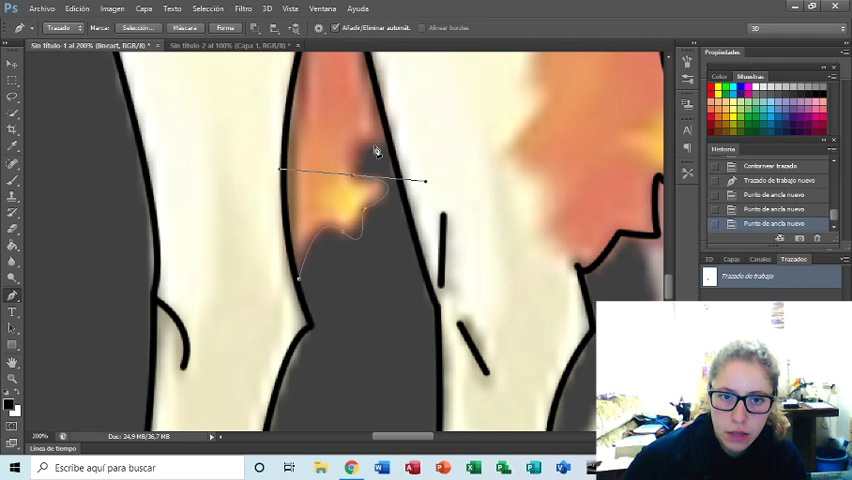 Ps Archivo Edición Imagen Capa Texto Selección Filtro 3D Vista Ventana Ayuda
Trazado Marca: Selección... Máscara Forma Añadir/Eliminar automát. Alinear bordes 3D
Sin título-1 al 200% (lineart, RGB/8) * × Sin título-2 al 100% (Capa 1, RGB/8) * ×
Propiedades
Color Muestras
Historia
Contornear trazado
Trazado de trabajo nuevo
Punto de ancla nuevo
Punto de ancla nuevo
Punto de ancla nuevo
3D Capas Canales Trazados
Trazado de trabajo
200% Doc: 24,9 MB/36,7 MB
Línea de tiempo
Escribe aquí para buscar